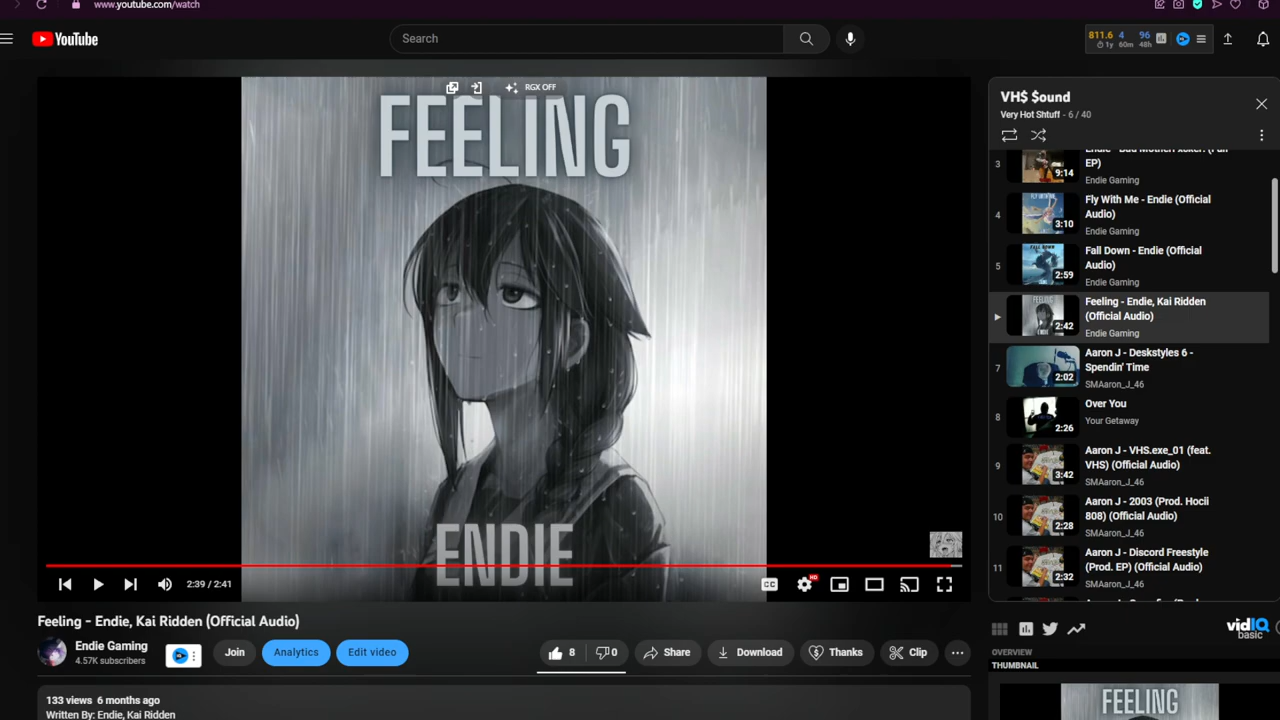 www.youtube.com/watch
YouTube
Search
811.6 4 96
1y 60m 48h
RGX OFF
FEELING
ENDIE
2:39 / 2:41
CC
HD
Feeling - Endie, Kai Ridden (Official Audio)
Endie Gaming
4.57K subscribers
Join
Analytics
Edit video
8
0
Share
Download
Thanks
Clip
133 views 6 months ago
Written By: Endie, Kai Ridden
VH$ $ound
Very Hot Shtuff - 6 / 40
3
EP)
9:14
Endie Gaming
4
Fly With Me - Endie (Official
Audio)
3:10
Endie Gaming
5
Fall Down - Endie (Official
Audio)
2:59
Endie Gaming
FEELING
ENDIE
Feeling - Endie, Kai Ridden
(Official Audio)
2:42
Endie Gaming
7
Aaron J - Deskstyles 6 -
Spendin' Time
2:02
SMAaron_J_46
8
Over You
Your Getaway
2:26
9
Aaron J - VHS.exe_01 (feat.
VHS) (Official Audio)
3:42
SMAaron_J_46
10
Aaron J - 2003 (Prod. Hocii
808) (Official Audio)
2:28
SMAaron_J_46
11
Aaron J - Discord Freestyle
(Prod. EP) (Official Audio)
2:32
SMAaron_J_46
vidIQ
basic
OVERVIEW
THUMBNAIL
FEELING